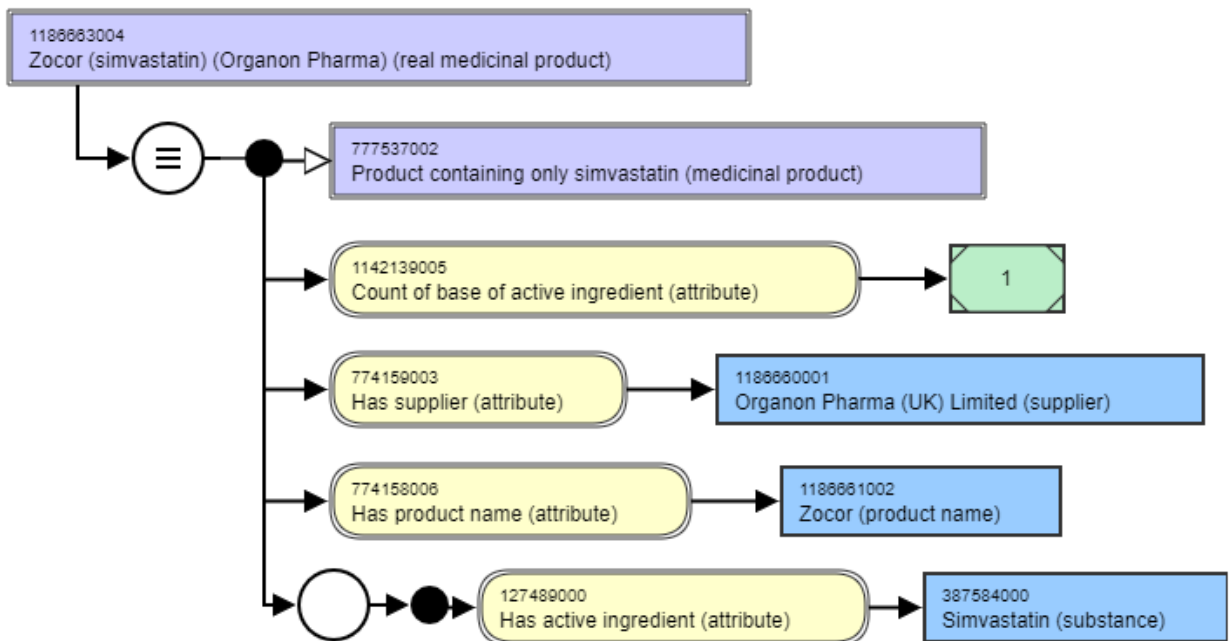 1186663004
Zocor (simvastatin) (Organon Pharma) (real medicinal product)
777537002
Product containing only simvastatin (medicinal product)
1142139005
Count of base of active ingredient (attribute)
1
774159003
Has supplier (attribute)
1186660001
Organon Pharma (UK) Limited (supplier)
774158006
Has product name (attribute)
1186661002
Zocor (product name)
127489000
Has active ingredient (attribute)
387584000
Simvastatin (substance)